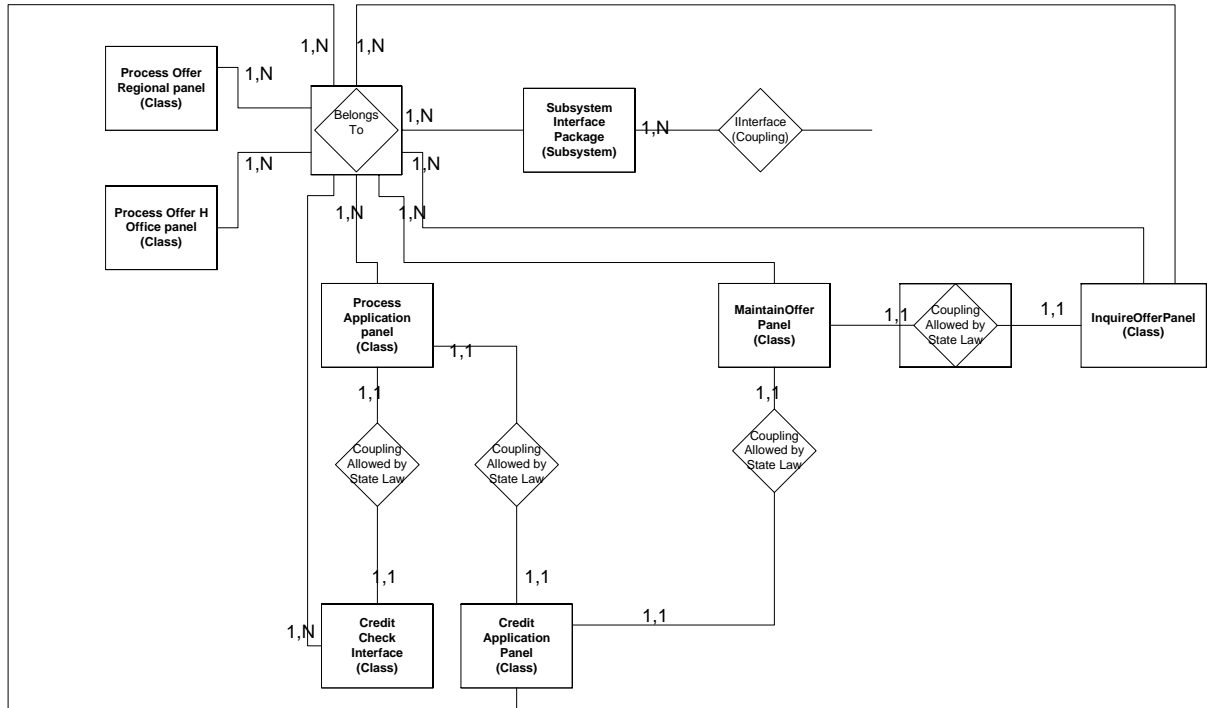 1,N
1,N
Process Offer
Regional panel
(Class)
1,N
Belongs
To
1,N
Subsystem
Interface
Package
(Subsystem)
1,N
IInterface
(Coupling)
1,N
1,N
Process Offer H
Office panel
(Class)
1,N
1,N
Process
Application
panel
(Class)
1,1
MaintainOffer
Panel
(Class)
1,1
Coupling
Allowed by
State Law
1,1
InquireOfferPanel
(Class)
1,1
1,1
Coupling
Allowed by
State Law
Coupling
Allowed by
State Law
Coupling
Allowed by
State Law
1,1
1,1
1,N
Credit
Check
Interface
(Class)
Credit
Application
Panel
(Class)
1,1